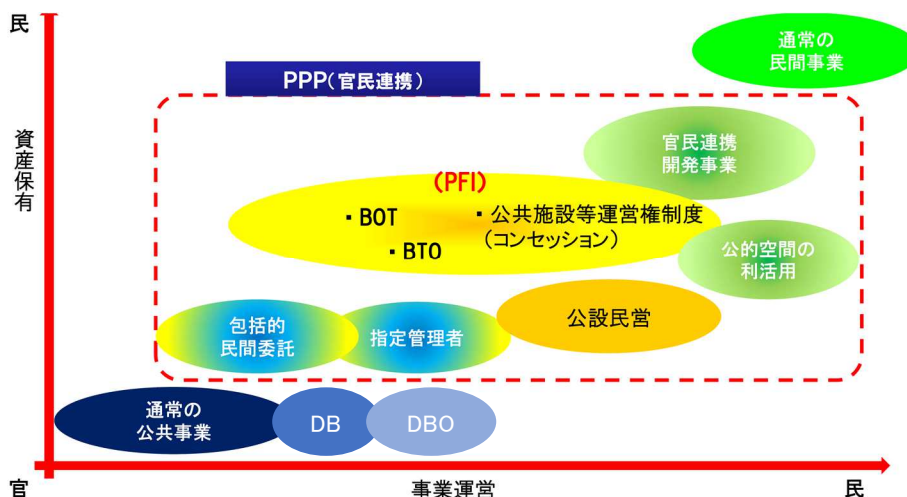 民
通常の
民間事業
PPP(官民連携)
資産保有
官民連携
開発事業
(PFI)
・BOT
・公共施設等運営権制度
(コンセッション)
・BTO
公的空間の
利活用
包括的
民間委託
指定管理者
公設民営
通常の
公共事業
DB
DBO
官
事業運営
民